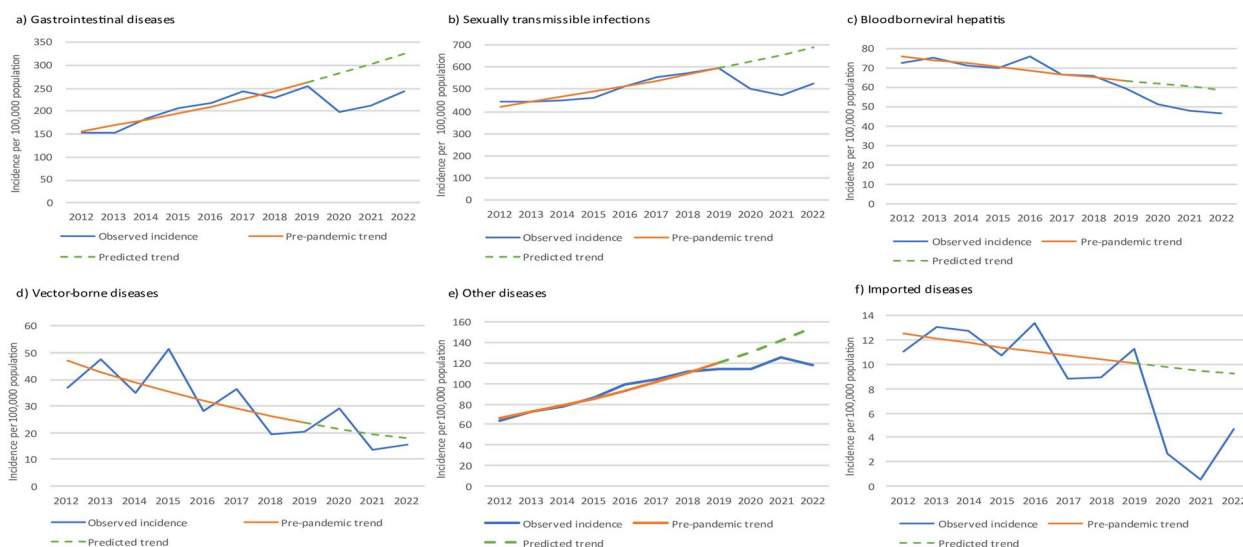 a) Gastrointestinal diseases
Incidence per 100,000 population
350
300
250
200
150
100
50
0
2012 2013 2014 2015 2016 2017 2018 2019 2020 2021 2022
Observed incidence Pre-pandemic trend
Predicted trend
b) Sexually transmissible infections
Incidence per 100,000 population
700
600
500
400
300
200
100
0
2012 2013 2014 2015 2016 2017 2018 2019 2020 2021 2022
Observed incidence Pre-pandemic trend
Predicted trend
c) Bloodborneviral hepatitis
Incidence per 100,000 population
80
70
60
50
40
30
20
10
0
2012 2013 2014 2015 2016 2017 2018 2019 2020 2021 2022
Observed incidence Pre-pandemic trend
Predicted trend
d) Vector-borne diseases
Incidence per 100,000 population
60
50
40
30
20
10
0
2012 2013 2014 2015 2016 2017 2018 2019 2020 2021 2022
Observed incidence Pre-pandemic trend
Predicted trend
e) Other diseases
Incidence per 100,000 population
160
140
120
100
80
60
40
20
0
2012 2013 2014 2015 2016 2017 2018 2019 2020 2021 2022
Observed incidence Pre-pandemic trend
Predicted trend
f) Imported diseases
Incidence per 100,000 population
14
12
10
8
6
4
2
0
2012 2013 2014 2015 2016 2017 2018 2019 2020 2021 2022
Observed incidence Pre-pandemic trend
Predicted trend